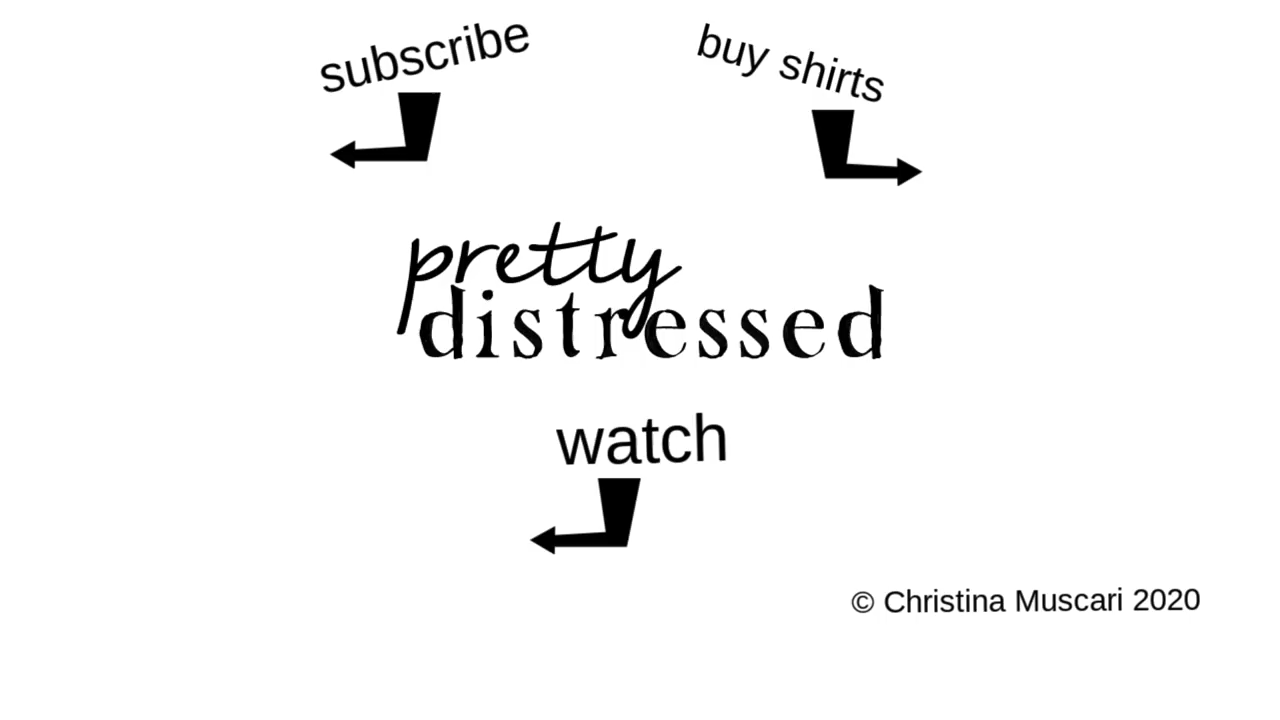 subscribe
buy shirts
pretty
distressed
watch
© Christina Muscari 2020